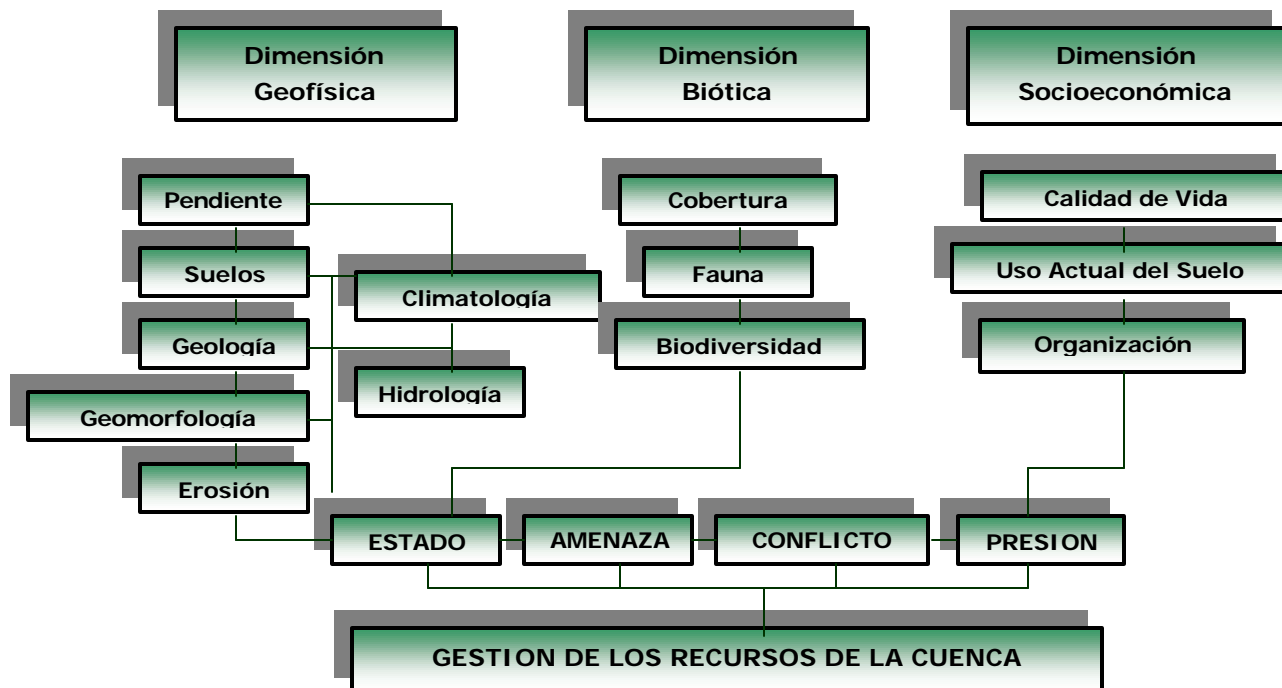 Dimensión
Geofísica
Dimensión
Biótica
Dimensión
Socioeconómica
Pendiente
Suelos
Geología
Geomorfología
Erosión
Climatología
Hidrología
Cobertura
Fauna
Biodiversidad
Calidad de Vida
Uso Actual del Suelo
Organización
ESTADO
AMENAZA
CONFLICTO
PRESION
GESTION DE LOS RECURSOS DE LA CUENCA